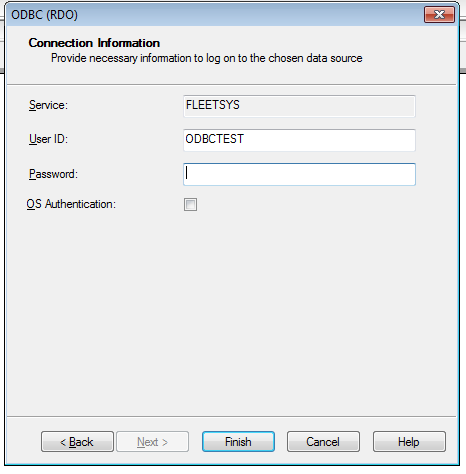 ODBC (RDO)
Connection Information
Provide necessary information to log on to the chosen data source
Service: FLEETSYS
User ID: ODBCTEST
Password:
OS Authentication:
< Back Next > Finish Cancel Help